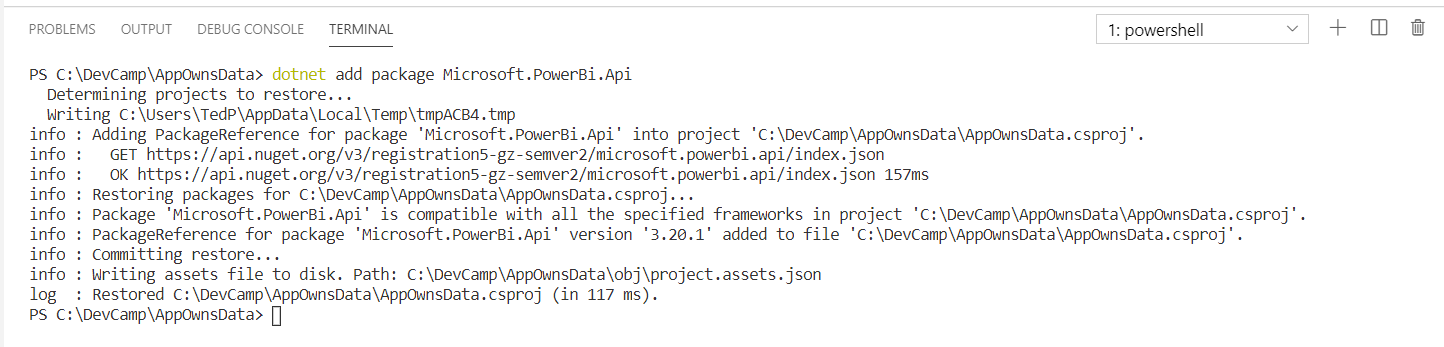 PROBLEMS OUTPUT DEBUG CONSOLE TERMINAL 1: powershell
PS C:\DevCamp\AppOwnsData> dotnet add package Microsoft.PowerBi.Api
  Determining projects to restore...
  Writing C:\Users\TedP\AppData\Local\Temp\tmpACB4.tmp
info : Adding PackageReference for package 'Microsoft.PowerBi.Api' into project 'C:\DevCamp\AppOwnsData\AppOwnsData.csproj'.
info :   GET https://api.nuget.org/v3/registration5-gz-semver2/microsoft.powerbi.api/index.json
info :   OK https://api.nuget.org/v3/registration5-gz-semver2/microsoft.powerbi.api/index.json 157ms
info : Restoring packages for C:\DevCamp\AppOwnsData\AppOwnsData.csproj...
info : Package 'Microsoft.PowerBi.Api' is compatible with all the specified frameworks in project 'C:\DevCamp\AppOwnsData\AppOwnsData.csproj'.
info : PackageReference for package 'Microsoft.PowerBi.Api' version '3.20.1' added to file 'C:\DevCamp\AppOwnsData\AppOwnsData.csproj'.
info : Committing restore...
info : Writing assets file to disk. Path: C:\DevCamp\AppOwnsData\obj\project.assets.json
log  : Restored C:\DevCamp\AppOwnsData\AppOwnsData.csproj (in 117 ms).
PS C:\DevCamp\AppOwnsData>